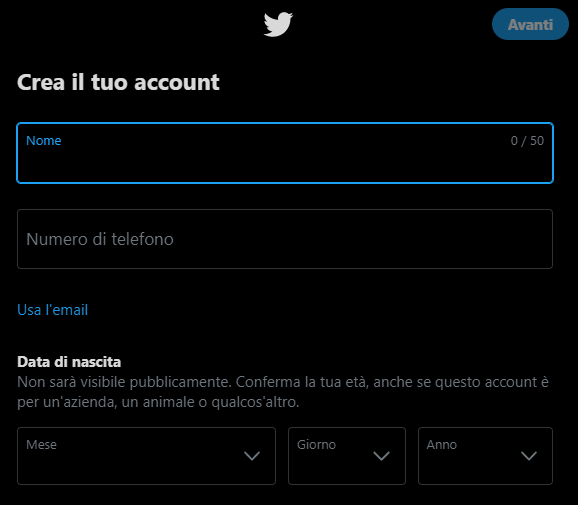 Avanti
Crea il tuo account
Nome
0 / 50
Numero di telefono
Usa l'email
Data di nascita
Non sarà visibile pubblicamente. Conferma la tua età, anche se questo account è
per un'azienda, un animale o qualcos'altro.
Mese
Giorno
Anno